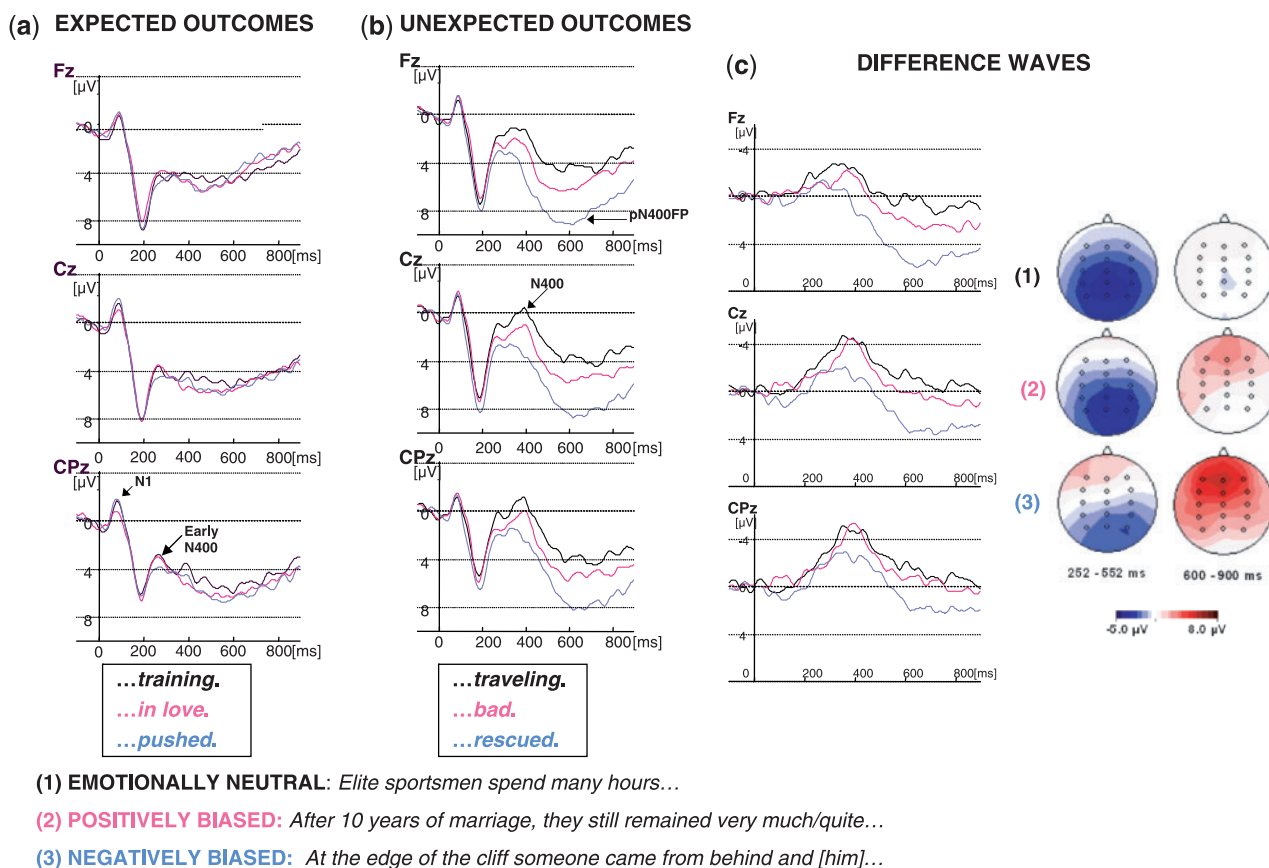 (a) EXPECTED OUTCOMES
(b) UNEXPECTED OUTCOMES
(c) DIFFERENCE WAVES
Fz
[µV]
0
4
8
0 200 400 600 800[ms]
Cz
[µV]
0
4
8
0 200 400 600 800[ms]
CPz
[µV]
N1
0
Early
N400
4
8
0 200 400 600 800[ms]
...training.
...in love.
...pushed.
Fz
[µV]
0
4
8
pN400FP
0 200 400 600 800[ms]
Cz
[µV]
N400
0
4
8
0 200 400 600 800[ms]
CPz
[µV]
0
4
8
0 200 400 600 800[ms]
...traveling.
...bad.
...rescued.
Fz
[µV]
-4
0
4
0 200 400 600 800[ms]
Cz
[µV]
-4
0
4
0 200 400 600 800[ms]
CPz
[µV]
-4
0
4
0 200 400 600 800[ms]
(1)
(2)
(3)
252 - 552 ms 600 - 900 ms
-5.0 µV 8.0 µV
(1) EMOTIONALLY NEUTRAL: Elite sportsmen spend many hours...
(2) POSITIVELY BIASED: After 10 years of marriage, they still remained very much/quite...
(3) NEGATIVELY BIASED: At the edge of the cliff someone came from behind and [him]...